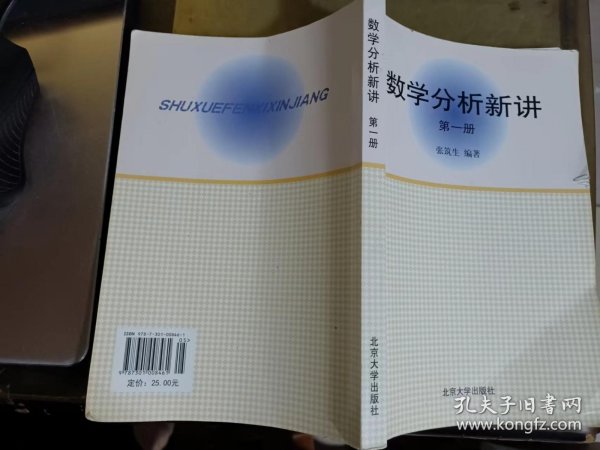 SHUXUEFENXIXINJIANG
ISBN 978-7-301-00846-1
05>
9787301008461
定价：25.00元
数学分析新讲 第一册
北京大学出版社
数学分析新讲
第一册
张筑生 编著
北京大学出版社
孔夫子旧书网
www.kongfz.com